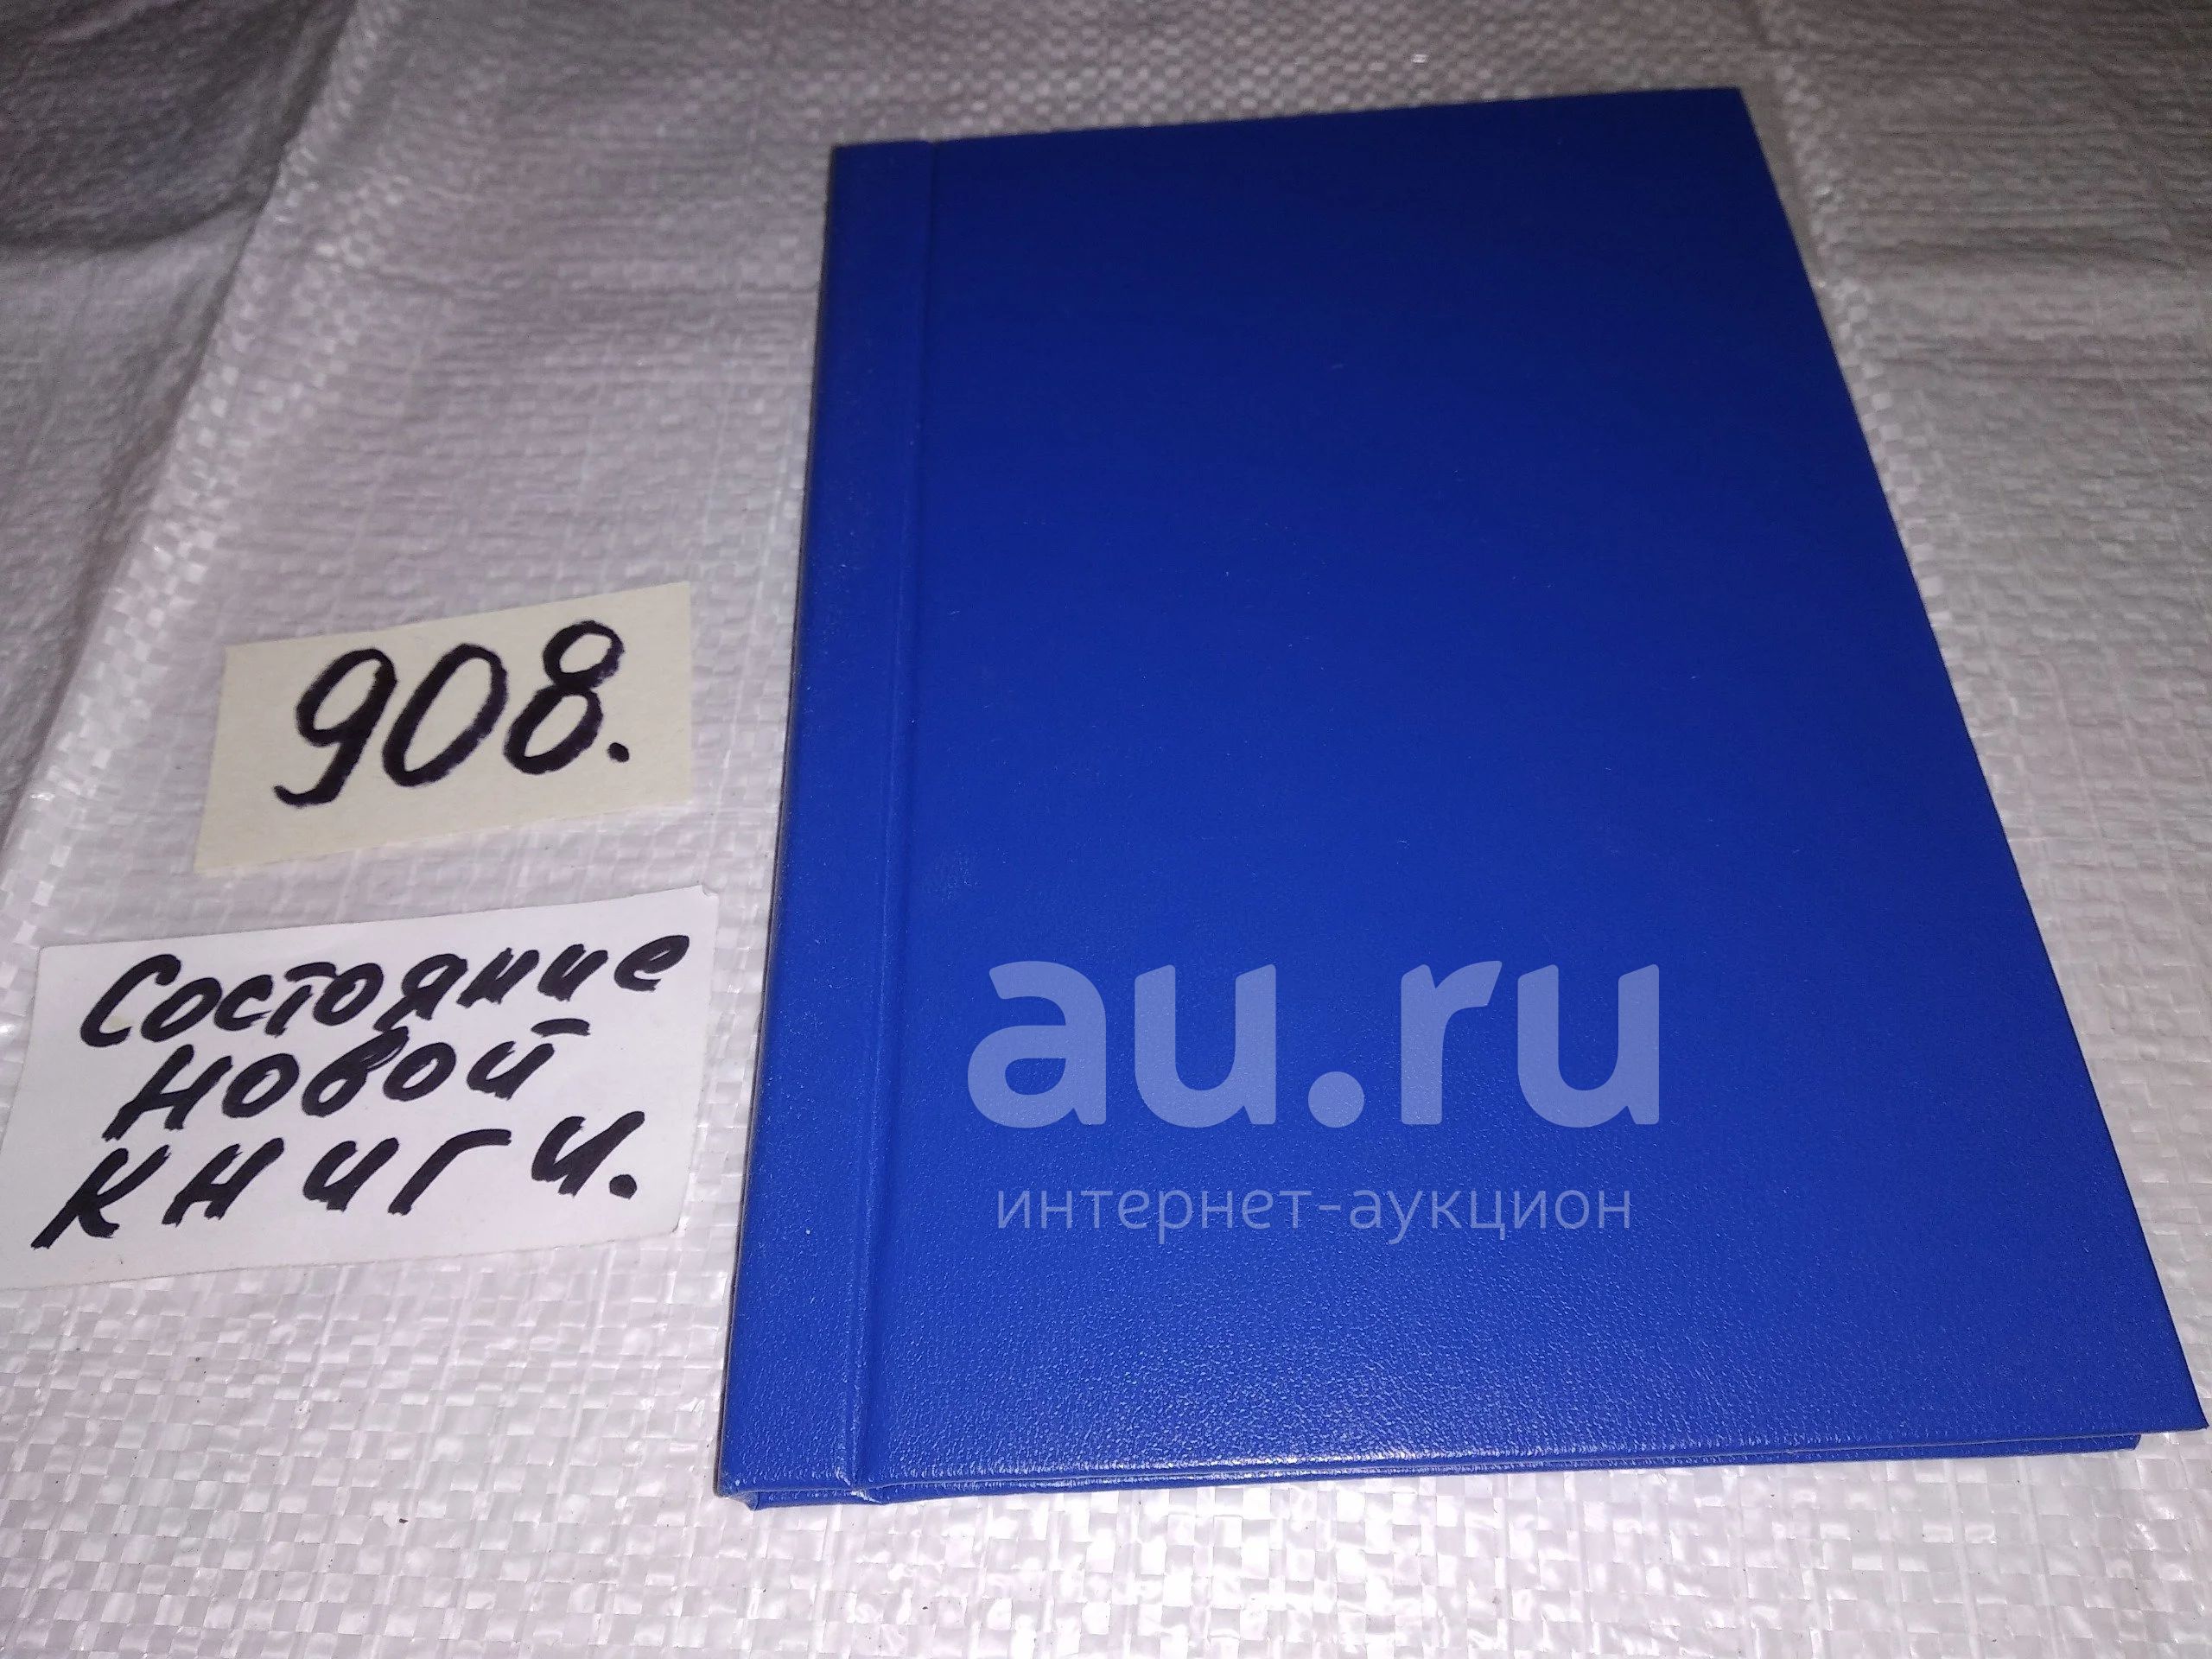 908.
Состояние
новой
книги.
au.ru
интернет-аукцион